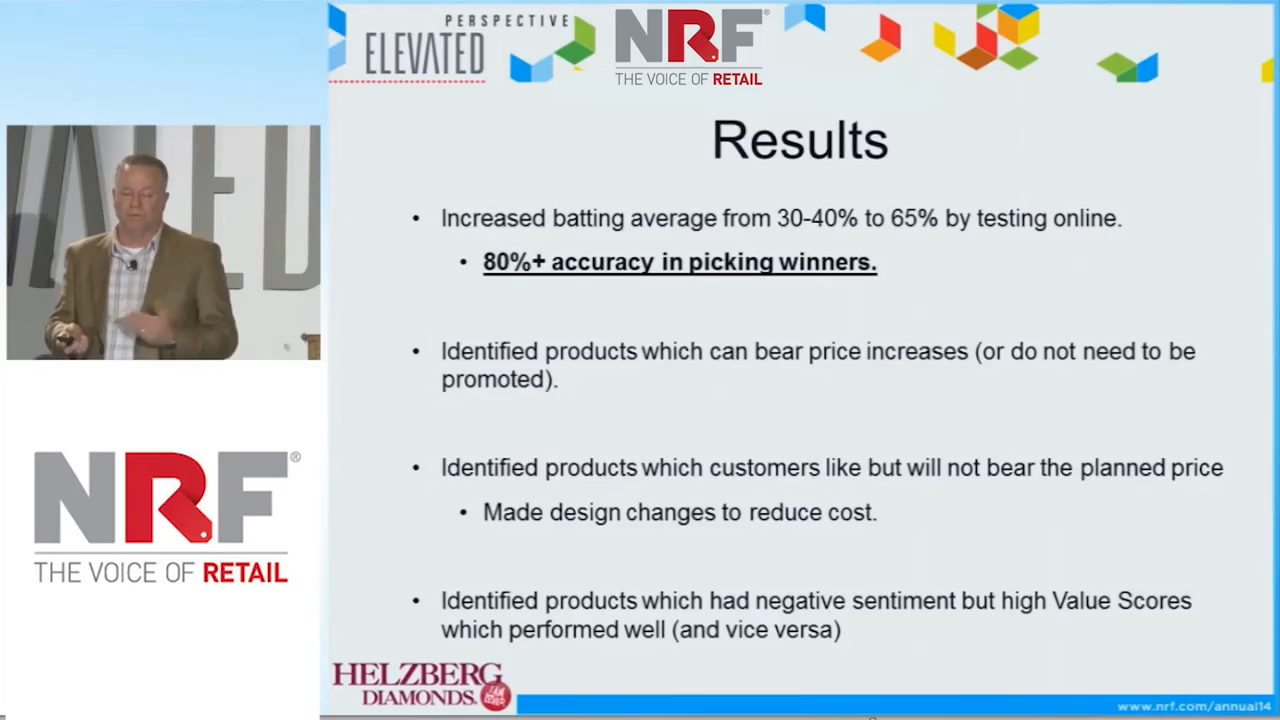 PERSPECTIVE
ELEVATED
NRF®
THE VOICE OF RETAIL
Results
• Increased batting average from 30-40% to 65% by testing online.
• 80%+ accuracy in picking winners.
• Identified products which can bear price increases (or do not need to be
promoted).
• Identified products which customers like but will not bear the planned price
• Made design changes to reduce cost.
• Identified products which had negative sentiment but high Value Scores
which performed well (and vice versa)
HELZBERG
DIAMONDS.
I AM
LOVED
www.nrf.com/annual14
NRF®
THE VOICE OF RETAIL